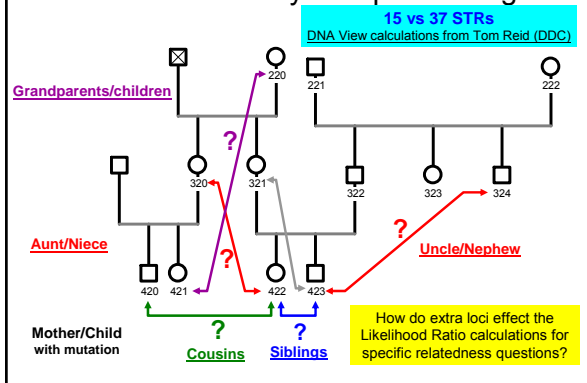 15 vs 37 STRs
DNA View calculations from Tom Reid (DDC)
220
221
222
Grandparents/children
?
320
321
322
323
324
Aunt/Niece
?
?
Uncle/Nephew
420
421
422
423
Mother/Child
with mutation
?
Cousins
?
Siblings
How do extra loci effect the
Likelihood Ratio calculations for
specific relatedness questions?